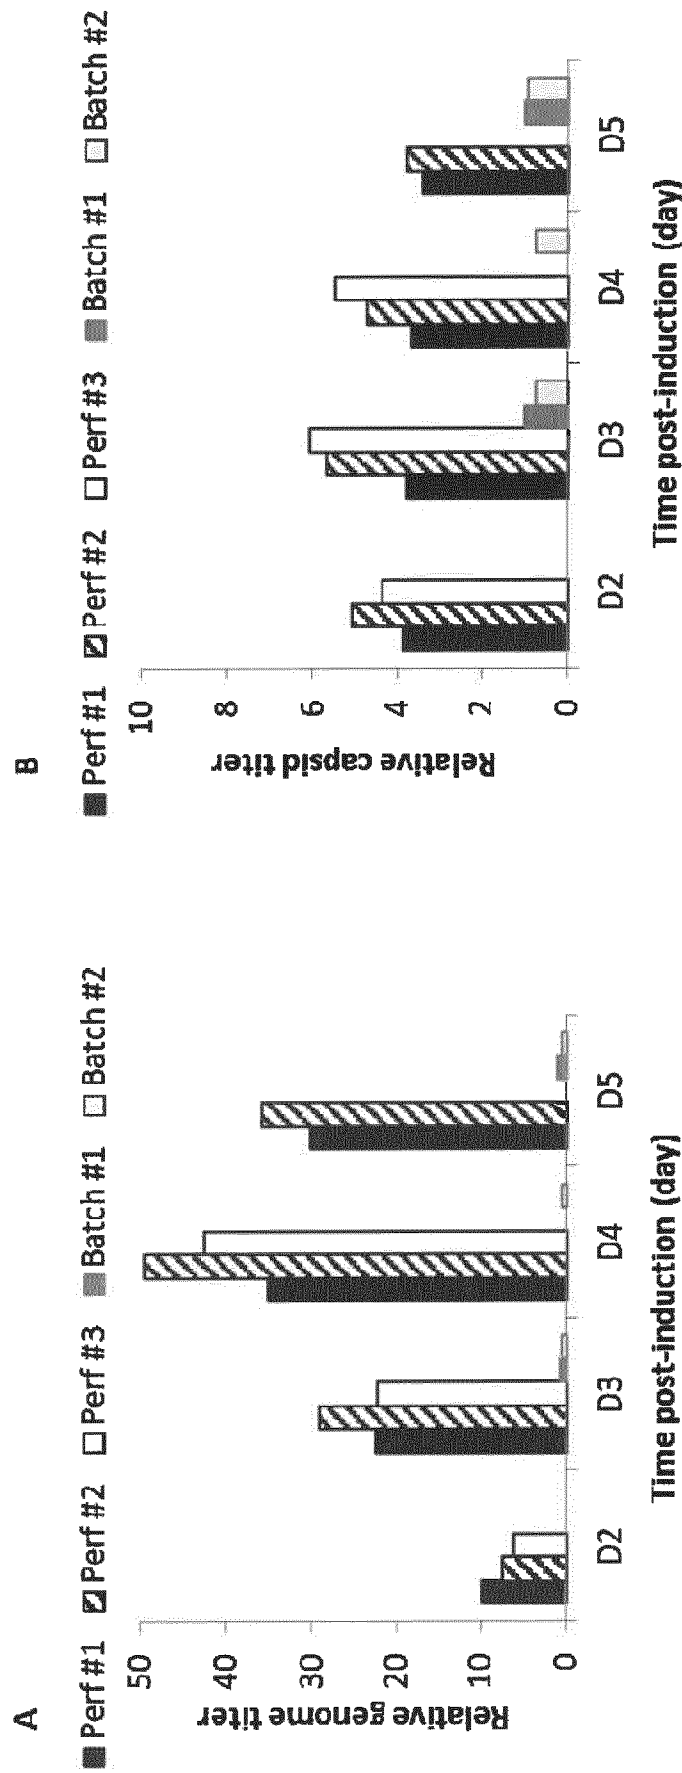 A
Perf #1 Perf #2 Perf #3 Batch #1 Batch #2
Relative genome titer
50
40
30
20
10
0
D2 D3 D4 D5
Time post-induction (day)
B
Perf #1 Perf #2 Perf #3 Batch #1 Batch #2
Relative capsid titer
10
8
6
4
2
0
D2 D3 D4 D5
Time post-induction (day)